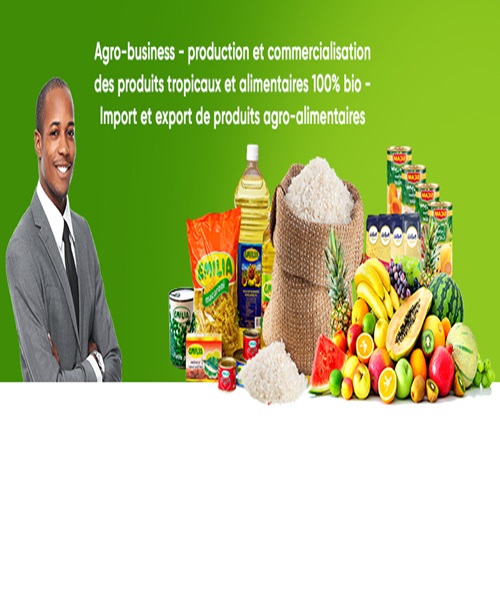 Agro-business - production et commercialisation
des produits tropicaux et alimentaires 100% bio -
Import et export de produits agro-alimentaires